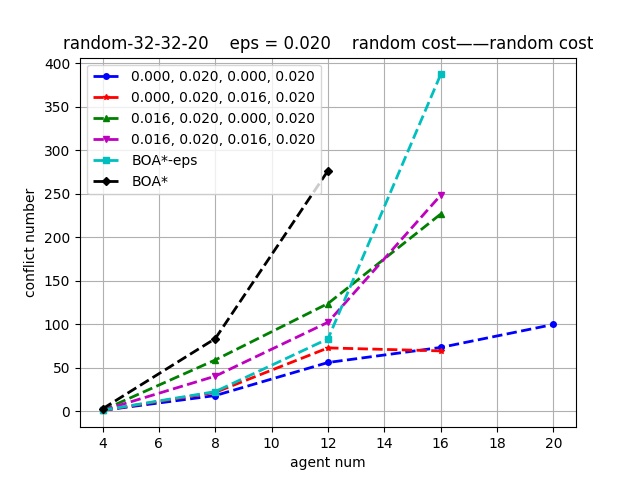 random-32-32-20    eps = 0.020    random cost——random cost
400
350
300
250
200
150
100
50
0
conflict number
0.000, 0.020, 0.000, 0.020
0.000, 0.020, 0.016, 0.020
0.016, 0.020, 0.000, 0.020
0.016, 0.020, 0.016, 0.020
BOA*-eps
BOA*
4 6 8 10 12 14 16 18 20
agent num